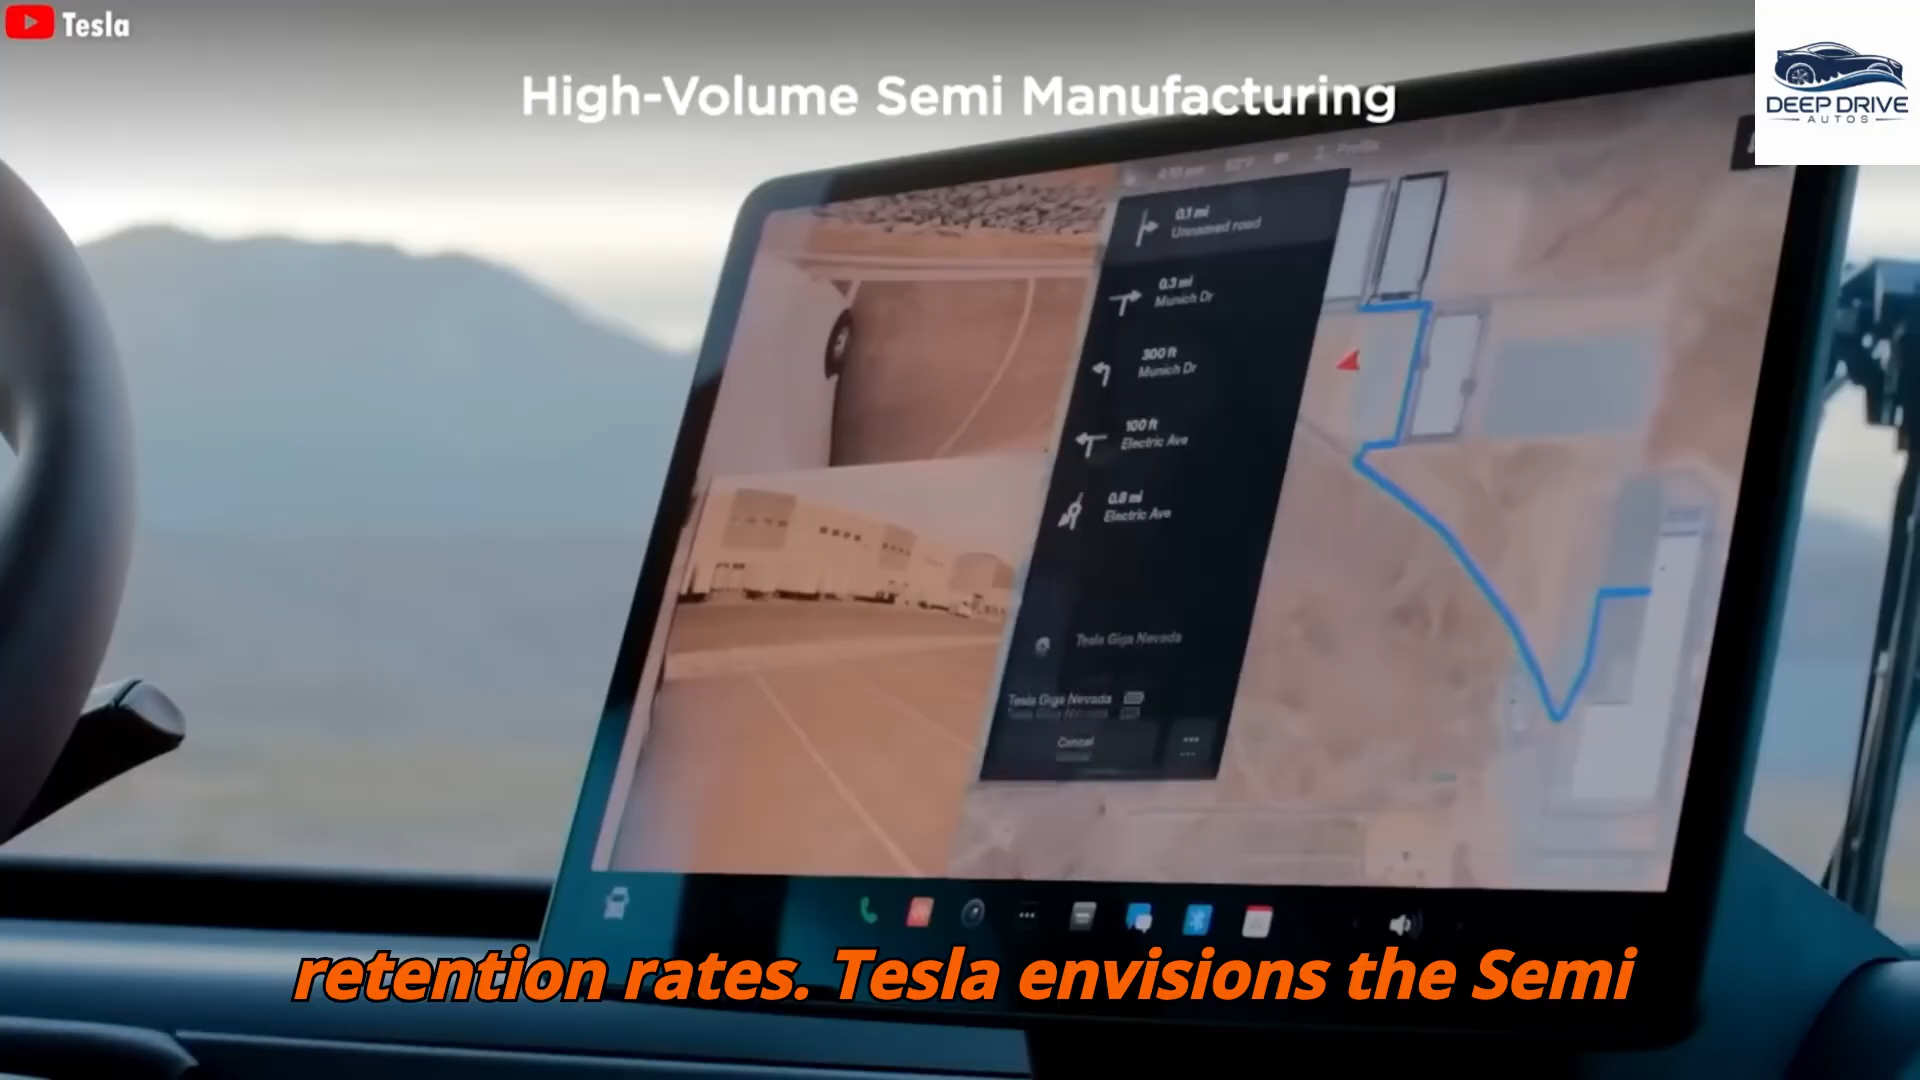 Tesla
High-Volume Semi Manufacturing
DEEP DRIVE
AUTOS
Profile
0.1 mi
Unnamed road
0.3 mi
Munich Dr
300 ft
Munich Dr
100 ft
Electric Ave
0.8 mi
Electric Ave
Tesla Giga Nevada
Tesla Giga Nevada
Cancel
retention rates. Tesla envisions the Semi